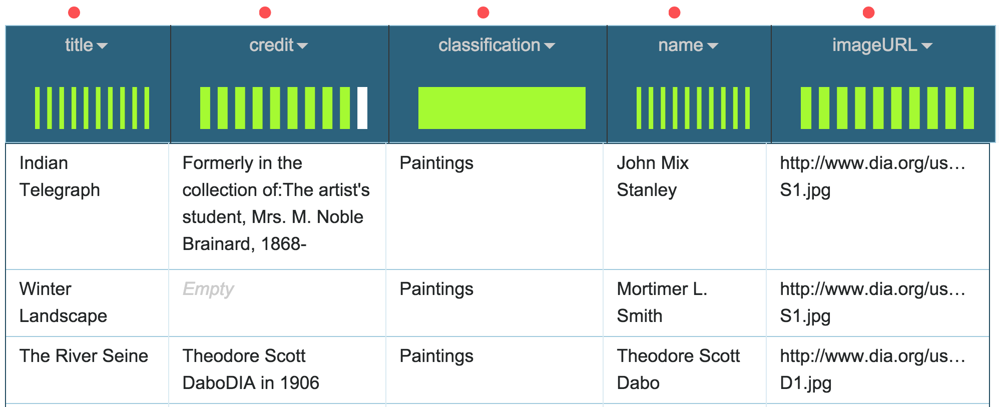 title credit classification name imageURL
Indian Formerly in the Paintings John Mix http://www.dia.org/us…
Telegraph collection of:The artist's Stanley S1.jpg
student, Mrs. M. Noble
Brainard, 1868-
Winter Empty Paintings Mortimer L. http://www.dia.org/us…
Landscape Smith S1.jpg
The River Seine Theodore Scott Paintings Theodore Scott http://www.dia.org/us…
DaboDIA in 1906 Dabo D1.jpg